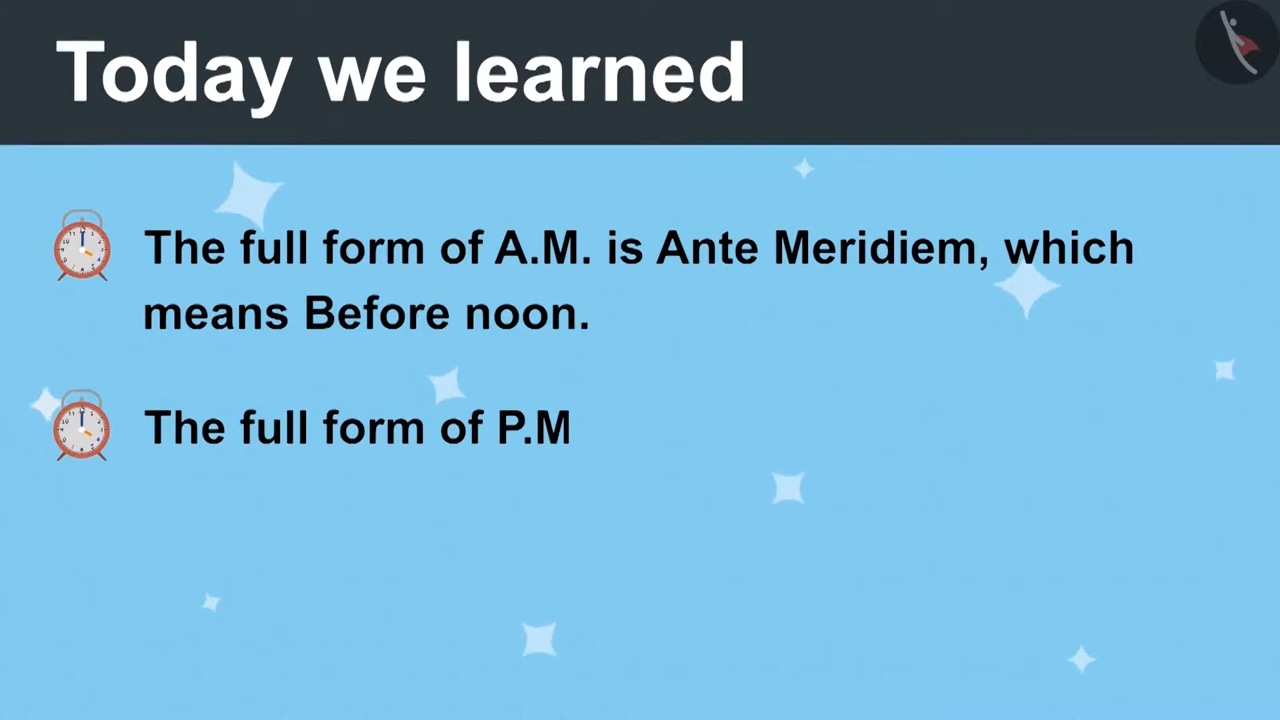 Today we learned
The full form of A.M. is Ante Meridiem, which
means Before noon.
The full form of P.M